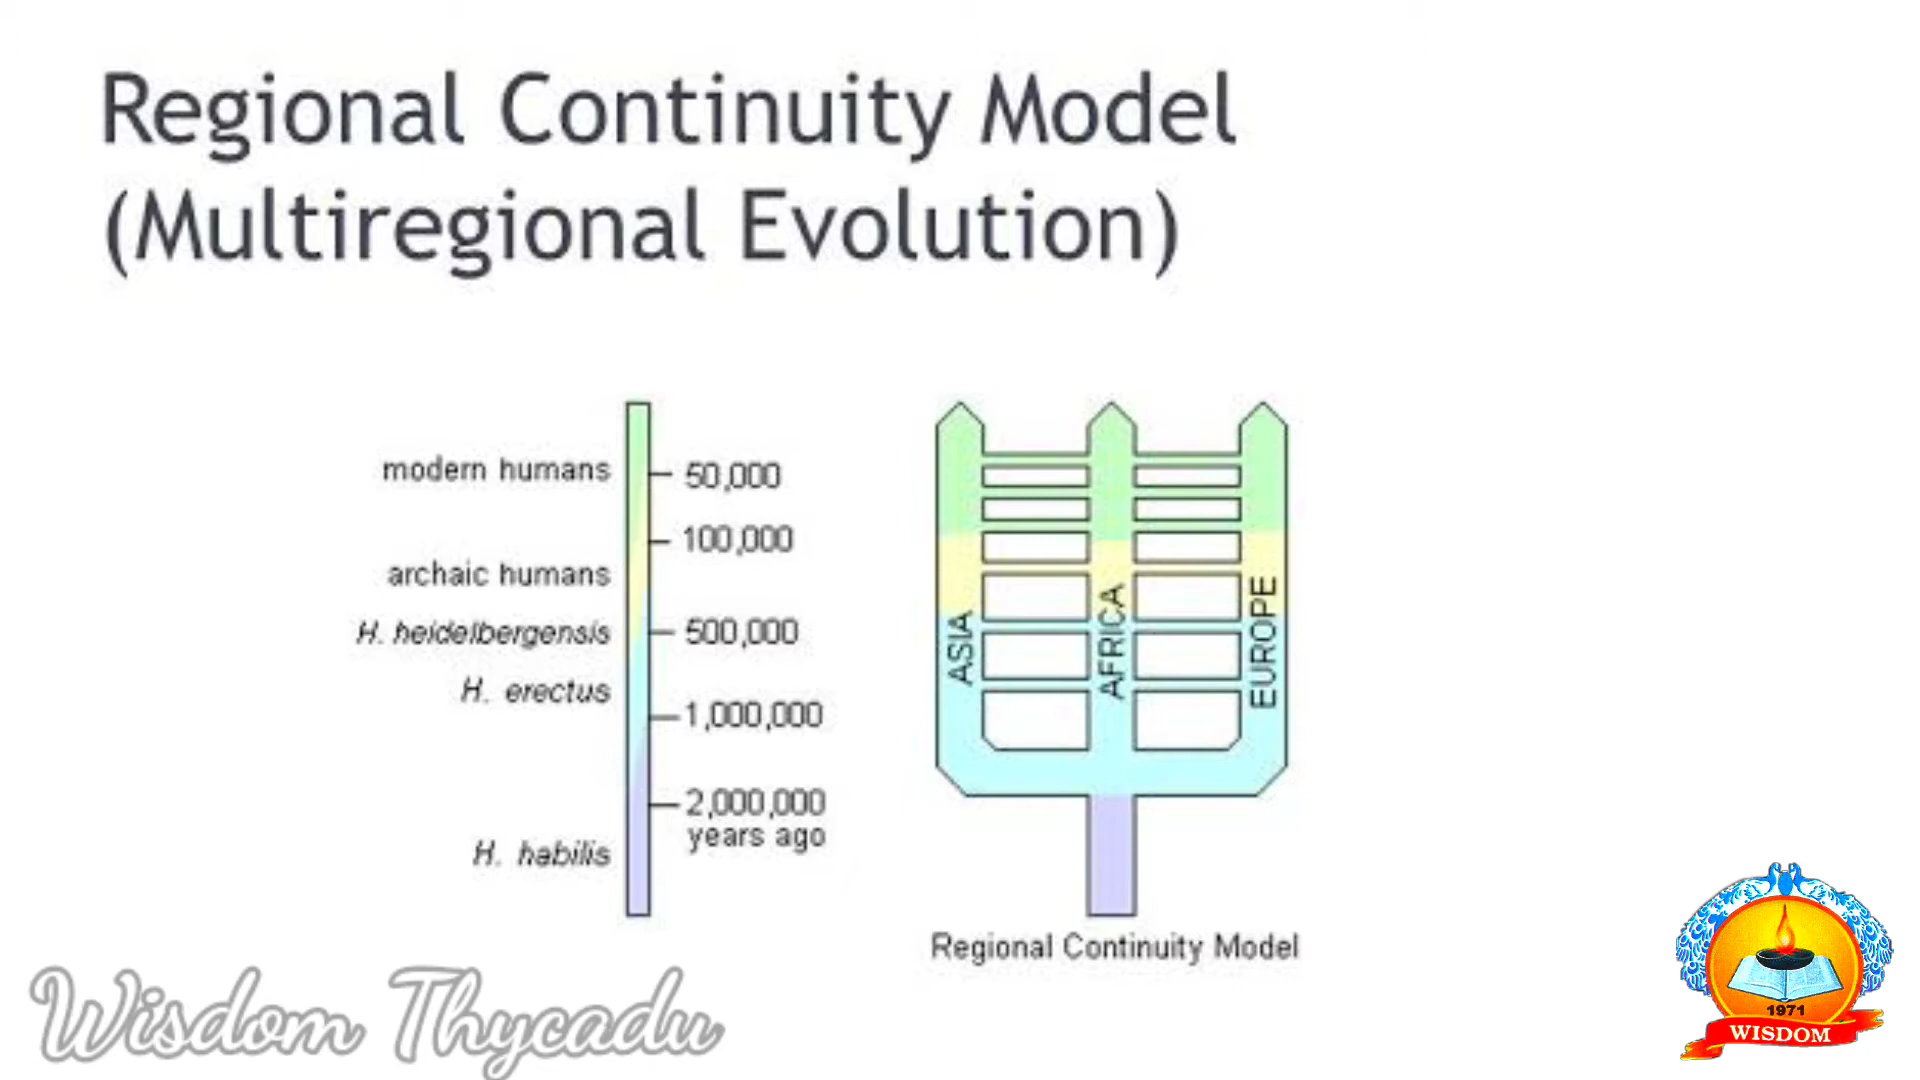 Regional Continuity Model
(Multiregional Evolution)
modern humans
50,000
100,000
archaic humans
H. heidelbergensis
500,000
H. erectus
1,000,000
2,000,000
years ago
H. habilis
ASIA
AFRICA
EUROPE
Regional Continuity Model
Wisdom Thycadu
1971
WISDOM